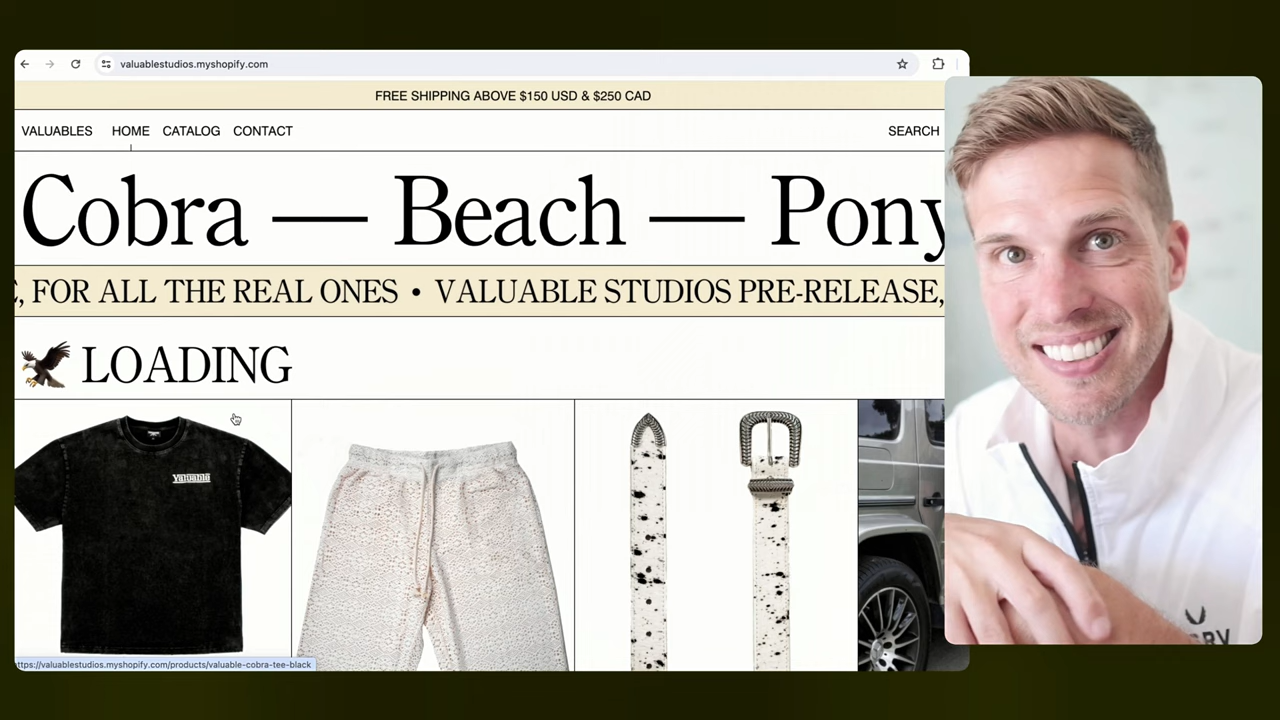 valuablestudios.myshopify.com
FREE SHIPPING ABOVE $150 USD & $250 CAD
VALUABLES HOME CATALOG CONTACT SEARCH
Cobra — Beach — Pony
E, FOR ALL THE REAL ONES • VALUABLE STUDIOS PRE-RELEASE,
🦅 LOADING
Valuable
https://valuablestudios.myshopify.com/products/valuable-cobra-tee-black